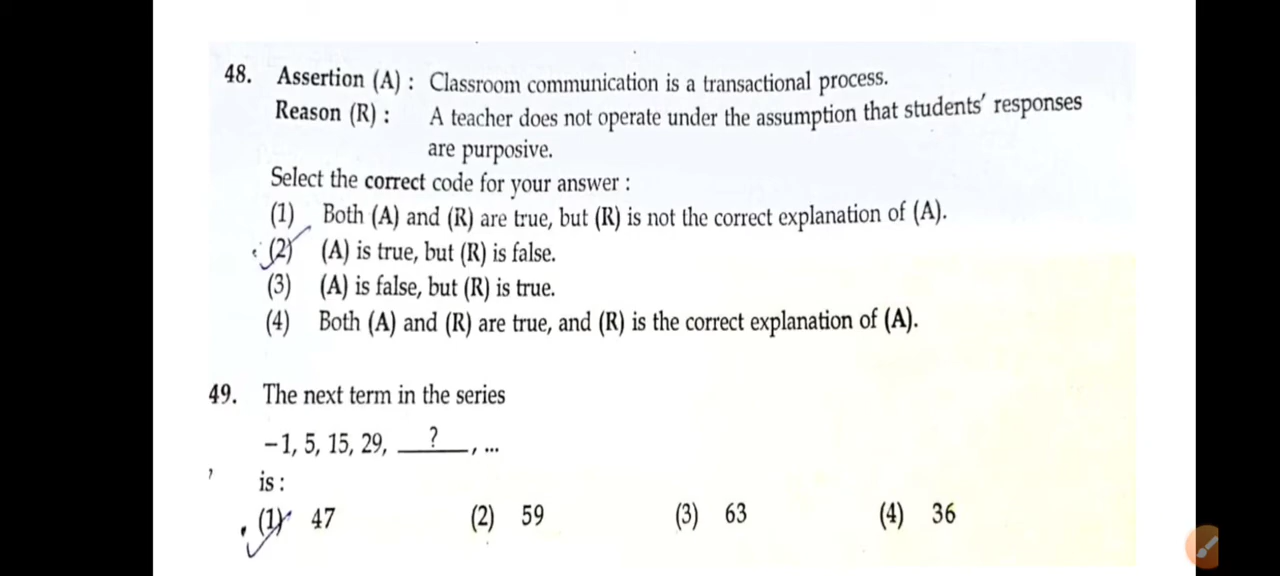 48. Assertion (A) : Classroom communication is a transactional process.
Reason (R) : A teacher does not operate under the assumption that students' responses
are purposive.
Select the correct code for your answer :
(1) Both (A) and (R) are true, but (R) is not the correct explanation of (A).
(2) (A) is true, but (R) is false.
(3) (A) is false, but (R) is true.
(4) Both (A) and (R) are true, and (R) is the correct explanation of (A).
49. The next term in the series
−1, 5, 15, 29, ? , ...
is :
(1) 47 (2) 59 (3) 63 (4) 36